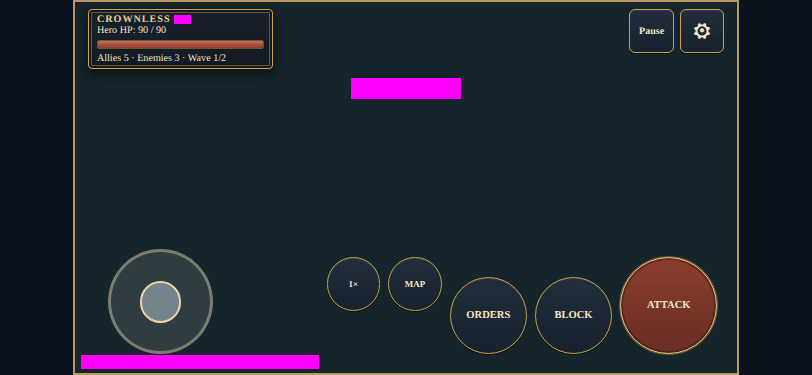 CROWNLESS
Hero HP: 90 / 90
Allies 5 · Enemies 3 · Wave 1/2
Pause
1×
MAP
ORDERS
BLOCK
ATTACK